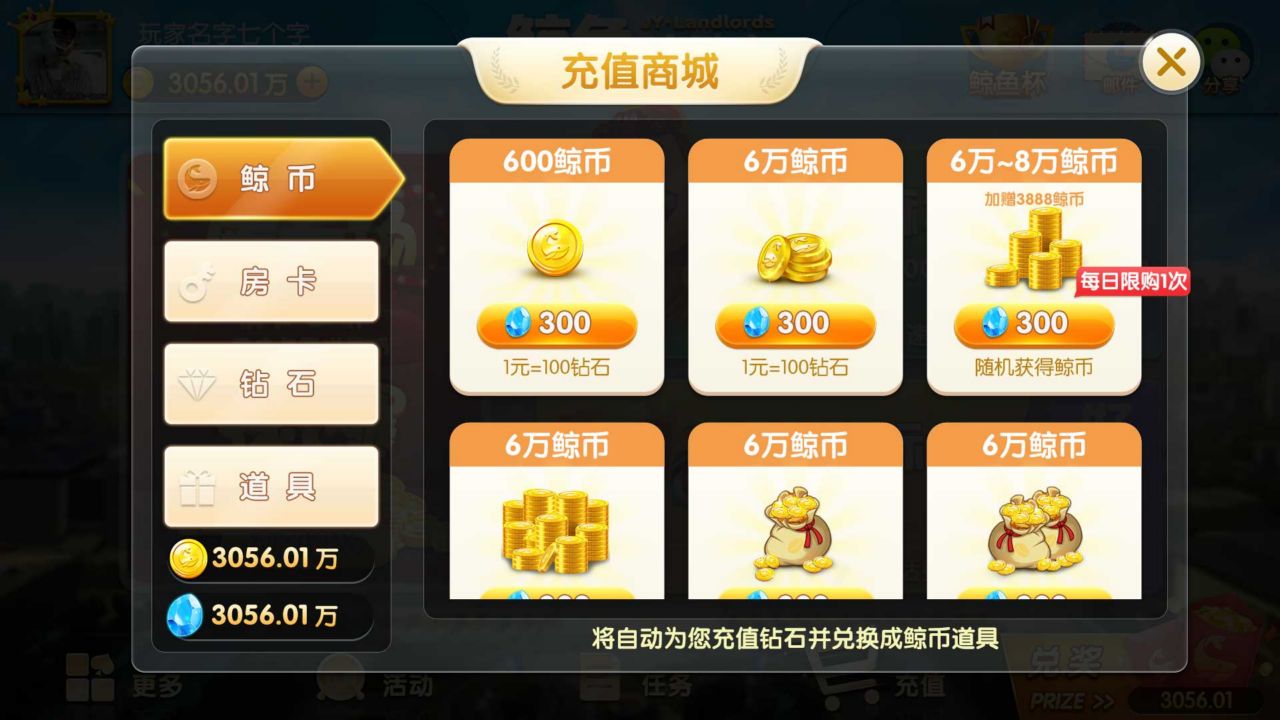 玩家名字七个字
JY·Landlords
3056.01万
鲸鱼杯
邮件
分享
充值商城
鲸币
房卡
钻石
道具
3056.01万
3056.01万
600鲸币
300
1元=100钻石
6万鲸币
300
1元=100钻石
6万~8万鲸币
加赠3888鲸币
每日限购1次
300
随机获得鲸币
6万鲸币
6万鲸币
6万鲸币
将自动为您充值钻石并兑换成鲸币道具
更多
活动
任务
充值
兑奖
PRIZE >>
3056.01